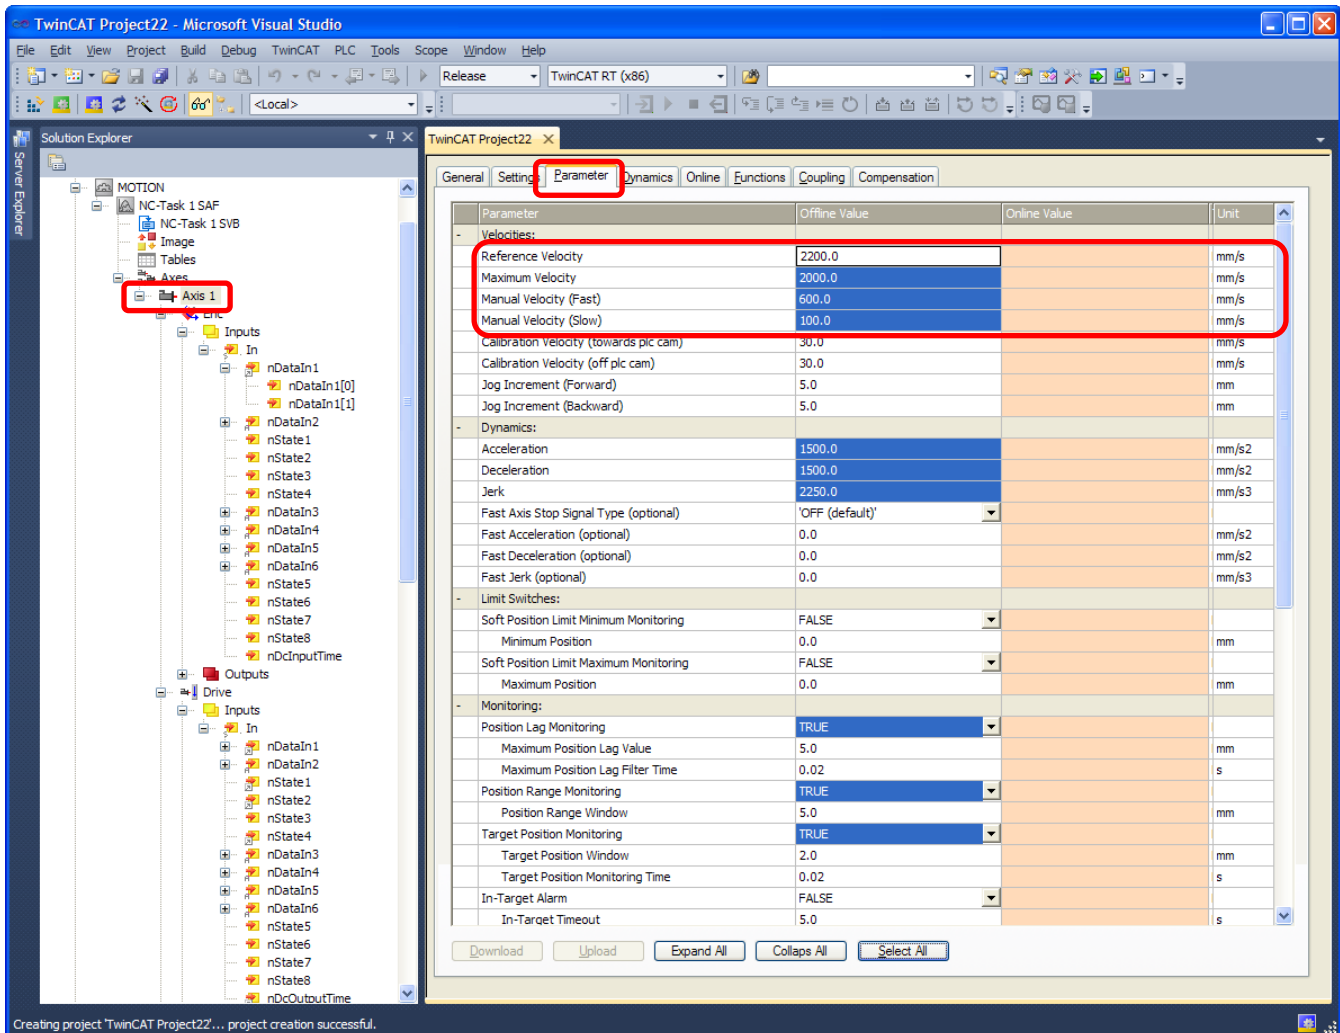 TwinCAT Project22 - Microsoft Visual Studio
File Edit View Project Build Debug TwinCAT PLC Tools Scope Window Help
Release TwinCAT RT (x86)
<Local>
Server Explorer
Solution Explorer
MOTION
NC-Task 1 SAF
NC-Task 1 SVB
Image
Tables
Axes
Axis 1
Enc
Inputs
In
nDataIn1
nDataIn1[0]
nDataIn1[1]
nDataIn2
nState1
nState2
nState3
nState4
nDataIn3
nDataIn4
nDataIn5
nDataIn6
nState5
nState6
nState7
nState8
nDcInputTime
Outputs
Drive
Inputs
In
nDataIn1
nDataIn2
nState1
nState2
nState3
nState4
nDataIn3
nDataIn4
nDataIn5
nDataIn6
nState5
nState6
nState7
nState8
nDcOutputTime
TwinCAT Project22
General Settings Parameter Dynamics Online Functions Coupling Compensation
Parameter Offline Value Online Value Unit
- Velocities:
Reference Velocity 2200.0 mm/s
Maximum Velocity 2000.0 mm/s
Manual Velocity (Fast) 600.0 mm/s
Manual Velocity (Slow) 100.0 mm/s
Calibration Velocity (towards plc cam) 30.0 mm/s
Calibration Velocity (off plc cam) 30.0 mm/s
Jog Increment (Forward) 5.0 mm
Jog Increment (Backward) 5.0 mm
- Dynamics:
Acceleration 1500.0 mm/s2
Deceleration 1500.0 mm/s2
Jerk 2250.0 mm/s3
Fast Axis Stop Signal Type (optional) 'OFF (default)'
Fast Acceleration (optional) 0.0 mm/s2
Fast Deceleration (optional) 0.0 mm/s2
Fast Jerk (optional) 0.0 mm/s3
- Limit Switches:
Soft Position Limit Minimum Monitoring FALSE
Minimum Position 0.0 mm
Soft Position Limit Maximum Monitoring FALSE
Maximum Position 0.0 mm
- Monitoring:
Position Lag Monitoring TRUE
Maximum Position Lag Value 5.0 mm
Maximum Position Lag Filter Time 0.02 s
Position Range Monitoring TRUE
Position Range Window 5.0 mm
Target Position Monitoring TRUE
Target Position Window 2.0 mm
Target Position Monitoring Time 0.02 s
In-Target Alarm FALSE
In-Target Timeout 5.0 s
Download Upload Expand All Collaps All Select All
Creating project 'TwinCAT Project22'... project creation successful.